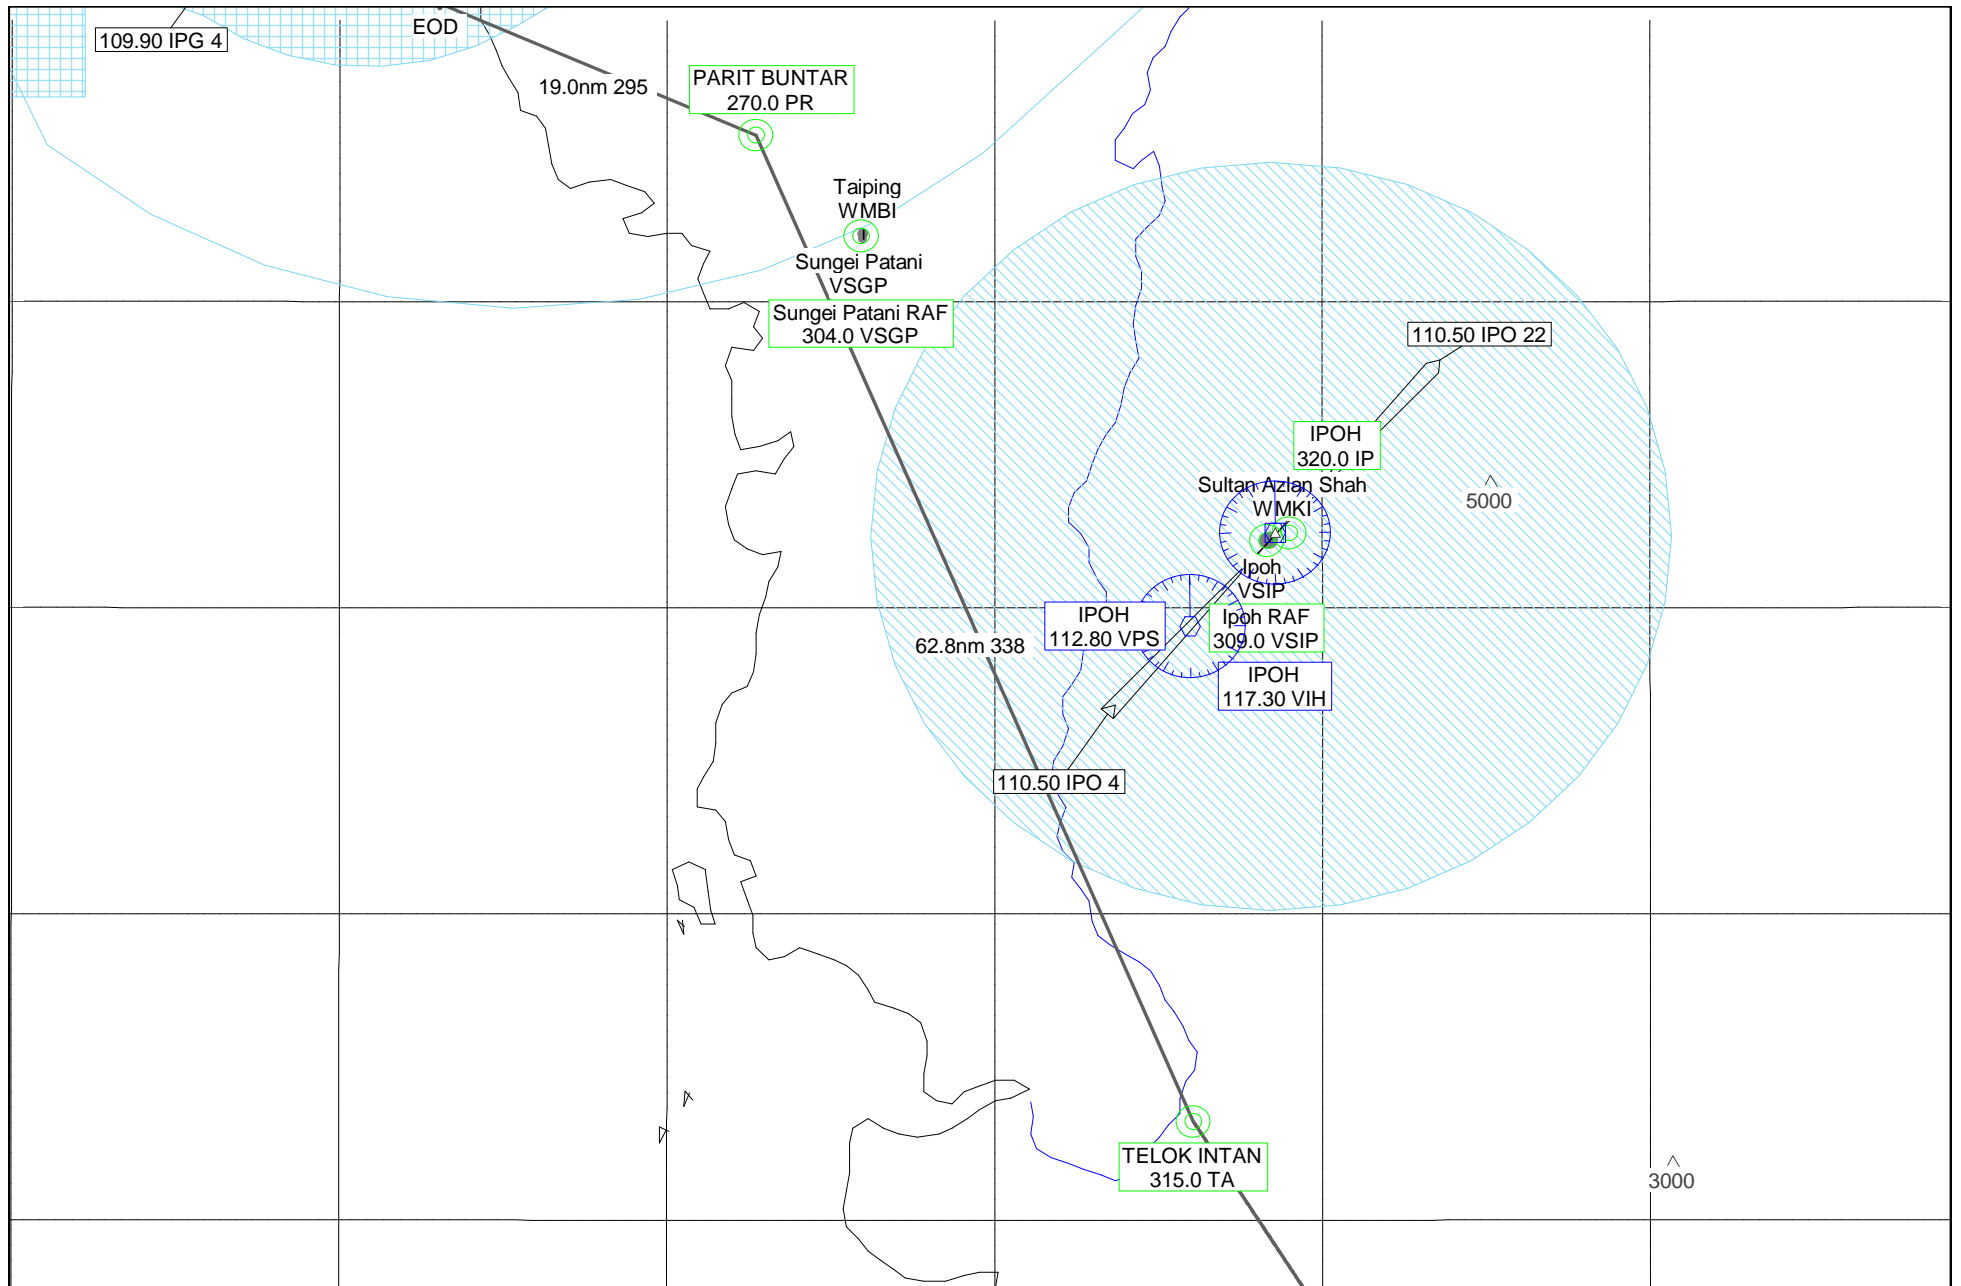 EOD
109.90 IPG 4
19.0nm 295
PARIT BUNTAR
270.0 PR
Taiping
WMBI
Sungei Patani
VSGP
Sungei Patani RAF
304.0 VSGP
110.50 IPO 22
IPOH
320.0 IP
Sultan Azlan Shah
WMKI
5000
Ipoh
VSIP
IPOH
112.80 VPS
Ipoh RAF
309.0 VSIP
62.8nm 338
IPOH
117.30 VIH
110.50 IPO 4
TELOK INTAN
315.0 TA
3000